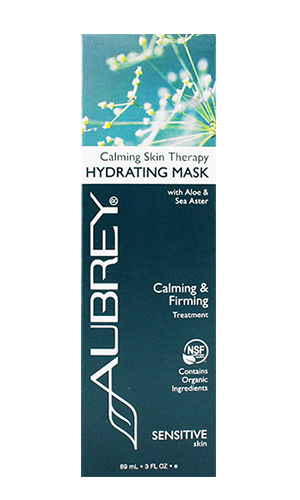 Calming Skin Therapy
HYDRATING MASK
with Aloe &
Sea Aster
AUBREY®
Calming &
Firming
Treatment
NSF
Contains
Organic
Ingredients
SENSITIVE
skin
89 mL • 3 FL OZ • e